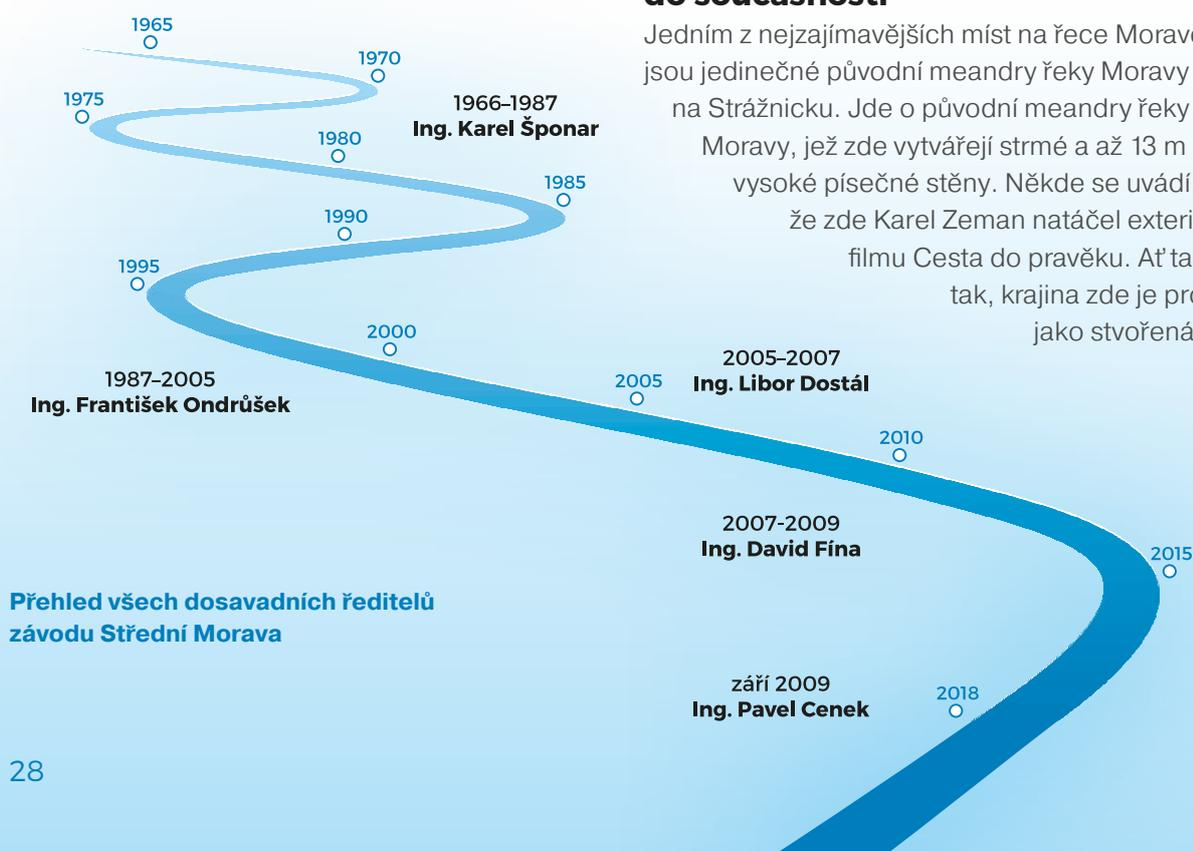 do současnosti
Jedním z nejzajímavějších míst na řece
jsou jedinečné původní meandry řeky Moravy
na Strážnicku. Jde o původní meandry řeky
Moravy, jež zde vytvářejí strmé a až 13 m
vysoké písečné stěny. Někde se uvádí
že zde Karel Zeman natáčel
filmu Cesta do pravěku. Ať
tak, krajina zde je
jako stvořená
1965
1970
1975
1966–1987
Ing. Karel Šponar
1980
1985
1990
1995
2000
1987–2005
Ing. František Ondrůšek
2005
2005–2007
Ing. Libor Dostál
2010
2007-2009
Ing. David Fína
2015
Přehled všech dosavadních ředitelů
závodu Střední Morava
září 2009
Ing. Pavel Cenek
2018
28